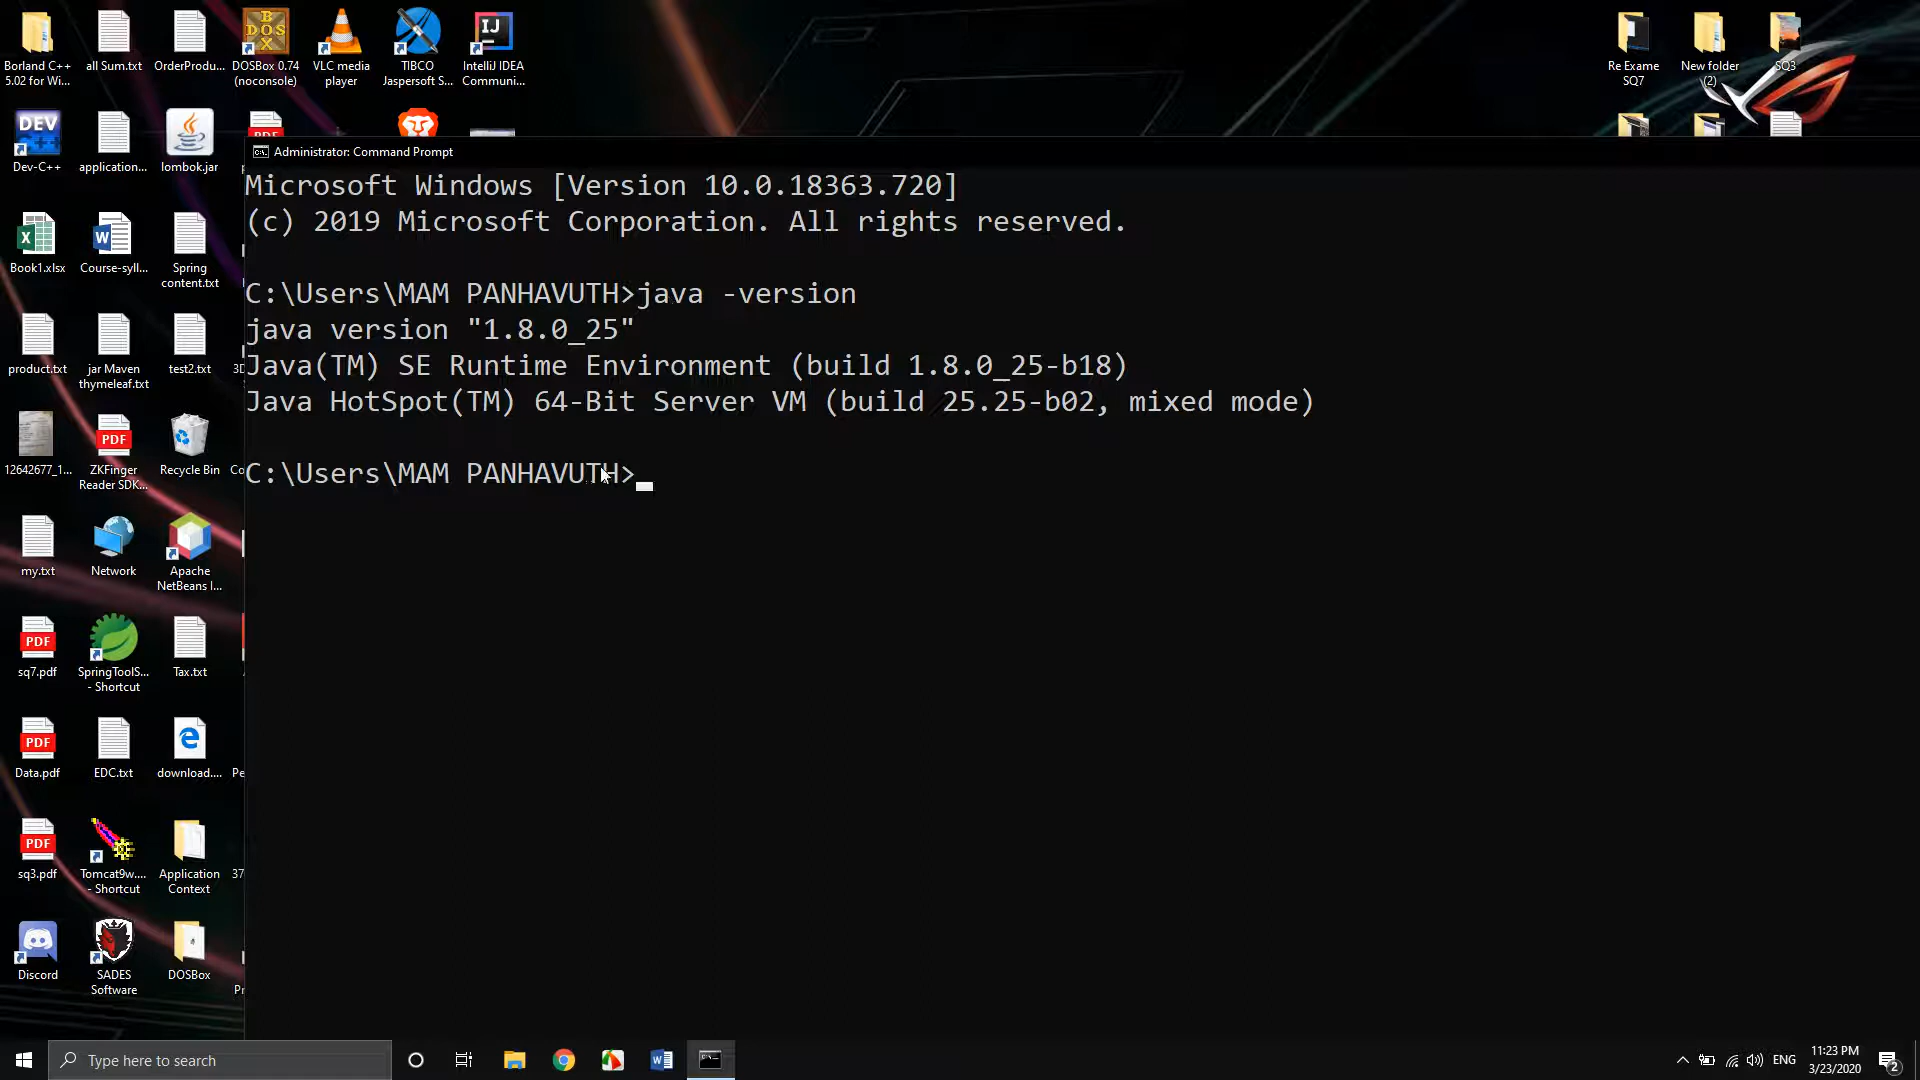 Borland C++
5.02 for Wi...
all Sum.txt
OrderProdu...
DOSBox 0.74
(noconsole)
VLC media
player
TIBCO
Jaspersoft S...
IntelliJ IDEA
Communi...
Re Exame
SQ7
New folder
(2)
SQ3
Dev-C++
application...
lombok.jar
Administrator: Command Prompt
Microsoft Windows [Version 10.0.18363.720]
(c) 2019 Microsoft Corporation. All rights reserved.
C:\Users\MAM PANHAVUTH>java -version
java version "1.8.0_25"
Java(TM) SE Runtime Environment (build 1.8.0_25-b18)
Java HotSpot(TM) 64-Bit Server VM (build 25.25-b02, mixed mode)
C:\Users\MAM PANHAVUTH>
Book1.xlsx
Course-syll...
Spring
content.txt
product.txt
jar Maven
thymeleaf.txt
test2.txt
12642677_1...
ZKFinger
Reader SDK...
Recycle Bin
my.txt
Network
Apache
NetBeans I...
sq7.pdf
SpringToolS...
- Shortcut
Tax.txt
Data.pdf
EDC.txt
download....
sq3.pdf
Tomcat9w....
- Shortcut
Application
Context
Discord
SADES
Software
DOSBox
Type here to search
ENG
11:23 PM
3/23/2020
2